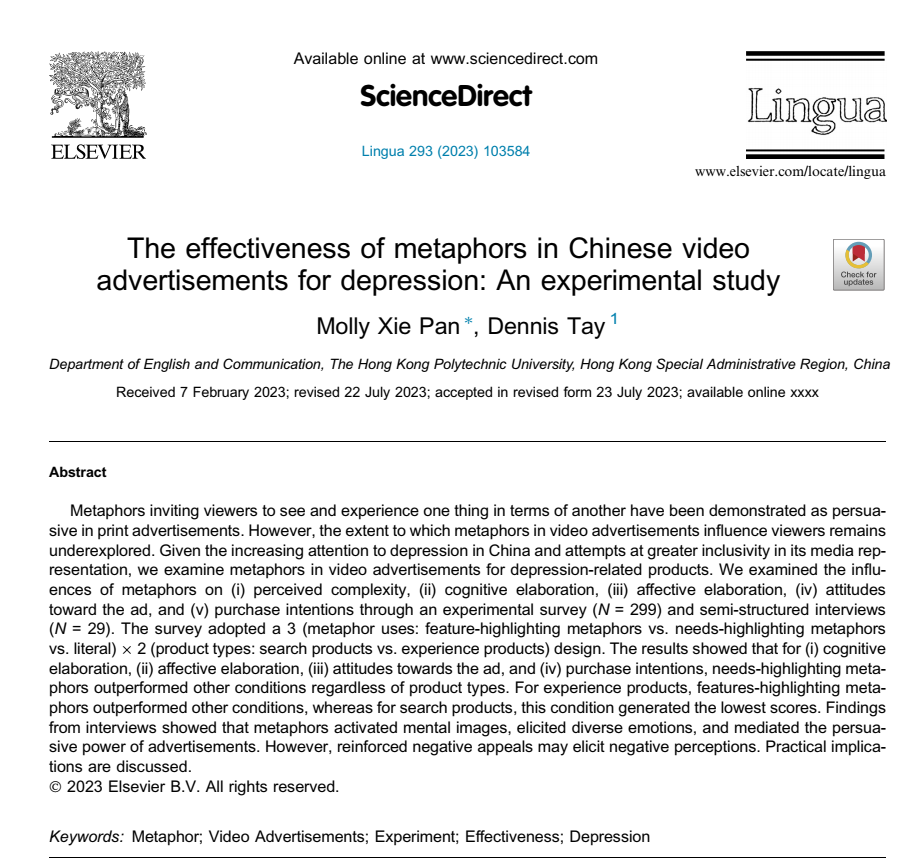 Available online at www.sciencedirect.com
ScienceDirect
ELSEVIER
Lingua
Lingua 293 (2023) 103584
www.elsevier.com/locate/lingua
The effectiveness of metaphors in Chinese video
advertisements for depression: An experimental study
Check for
updates
Molly Xie Pan *, Dennis Tay 1
Department of English and Communication, The Hong Kong Polytechnic University, Hong Kong Special Administrative Region, China
Received 7 February 2023; revised 22 July 2023; accepted in revised form 23 July 2023; available online xxxx
Abstract
Metaphors inviting viewers to see and experience one thing in terms of another have been demonstrated as persua-
sive in print advertisements. However, the extent to which metaphors in video advertisements influence viewers remains
underexplored. Given the increasing attention to depression in China and attempts at greater inclusivity in its media rep-
resentation, we examine metaphors in video advertisements for depression-related products. We examined the influ-
ences of metaphors on (i) perceived complexity, (ii) cognitive elaboration, (iii) affective elaboration, (iv) attitudes
toward the ad, and (v) purchase intentions through an experimental survey (N = 299) and semi-structured interviews
(N = 29). The survey adopted a 3 (metaphor uses: feature-highlighting metaphors vs. needs-highlighting metaphors
vs. literal) × 2 (product types: search products vs. experience products) design. The results showed that for (i) cognitive
elaboration, (ii) affective elaboration, (iii) attitudes towards the ad, and (iv) purchase intentions, needs-highlighting meta-
phors outperformed other conditions regardless of product types. For experience products, features-highlighting meta-
phors outperformed other conditions, whereas for search products, this condition generated the lowest scores. Findings
from interviews showed that metaphors activated mental images, elicited diverse emotions, and mediated the persua-
sive power of advertisements. However, reinforced negative appeals may elicit negative perceptions. Practical implica-
tions are discussed.
© 2023 Elsevier B.V. All rights reserved.
Keywords: Metaphor; Video Advertisements; Experiment; Effectiveness; Depression